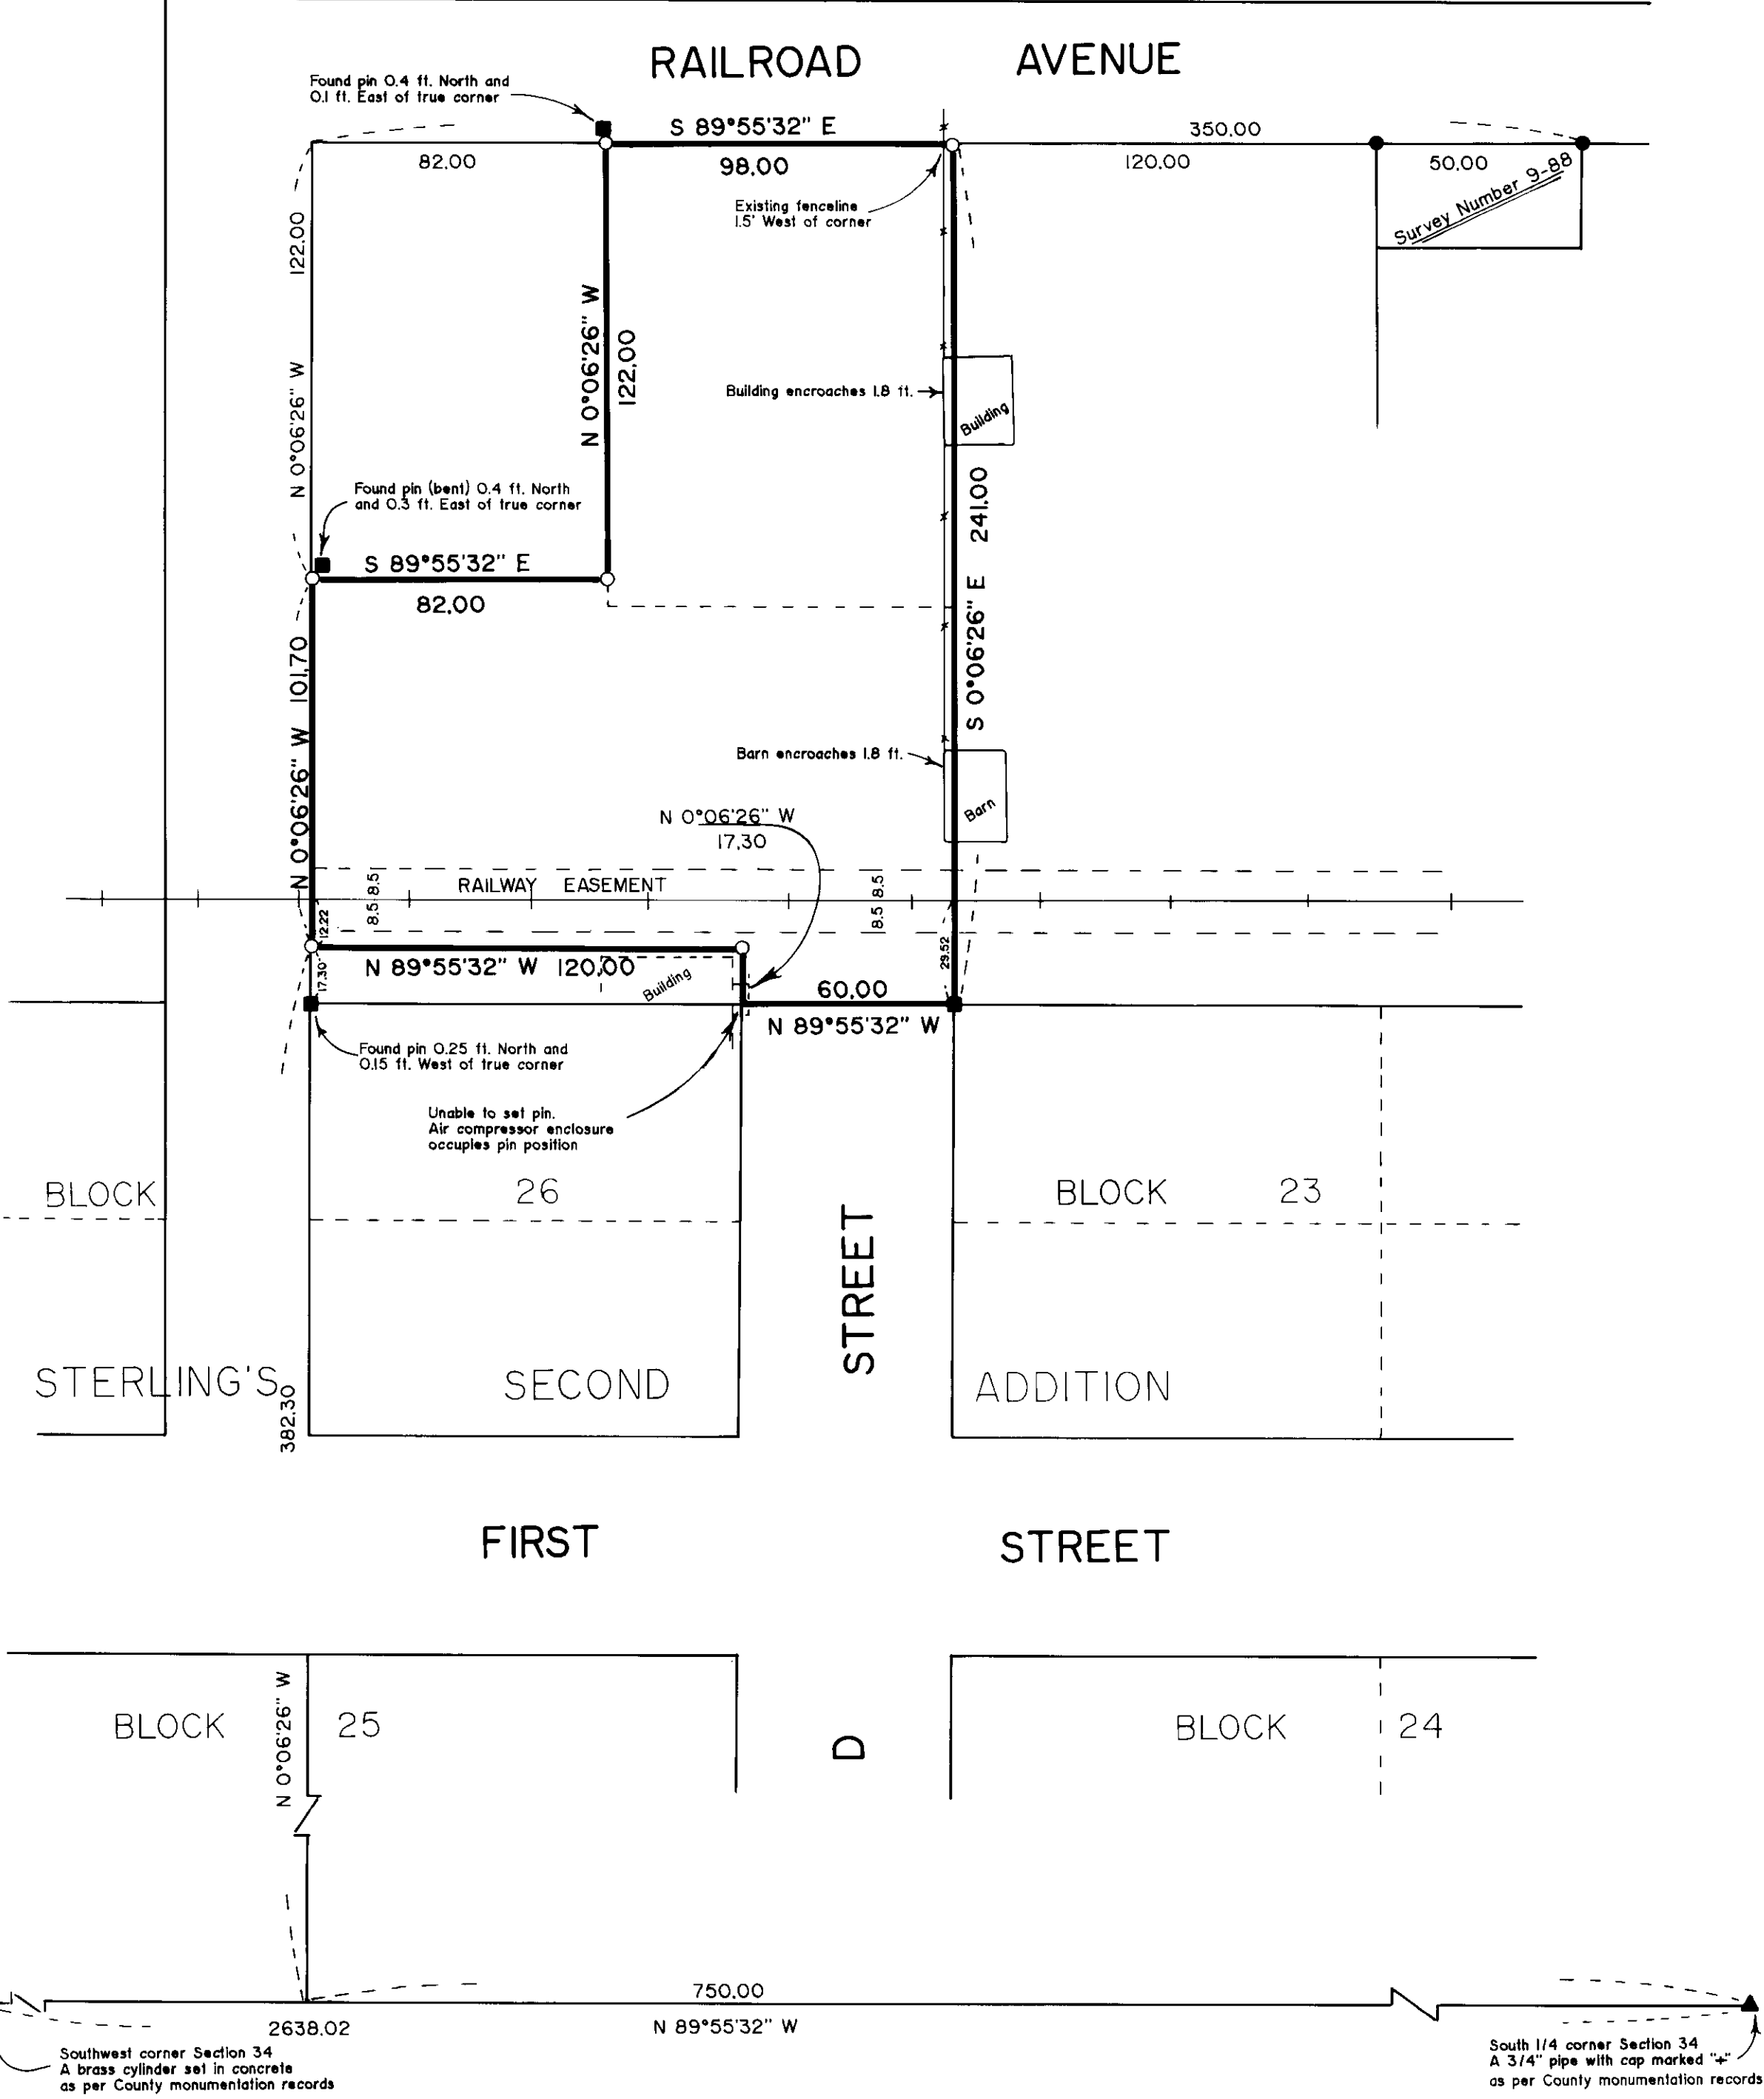 RAILROAD AVENUE
Found pin 0.4 ft. North and
0.1 ft. East of true corner
S 89°55'32" E
98.00
82.00
350.00
120.00
50.00
Survey Number 9-88
Existing fenceline
1.5' West of corner
122.00
N 0°06'26" W
N 0°06'26" W
122.00
Building encroaches 1.8 ft.
Building
Found pin (bent) 0.4 ft. North
and 0.3 ft. East of true corner
S 89°55'32" E
82.00
S 0°06'26" E 241.00
N 0°06'26" W 101.70
Barn encroaches 1.8 ft.
Barn
N 0°06'26" W
17.30
RAILWAY EASEMENT
8.5 8.5
8.5 8.5
12.22
29.52
17.30
N 89°55'32" W 120.00
Building
60.00
N 89°55'32" W
Found pin 0.25 ft. North and
0.15 ft. West of true corner
Unable to set pin.
Air compressor enclosure
occupies pin position
BLOCK
26
BLOCK 23
STREET
STERLING'S SECOND ADDITION
382.30
FIRST STREET
N 0°06'26" W
BLOCK 25
D
BLOCK 24
750.00
2638.02
N 89°55'32" W
Southwest corner Section 34
A brass cylinder set in concrete
as per County monumentation records
South 1/4 corner Section 34
A 3/4" pipe with cap marked "+"
as per County monumentation records